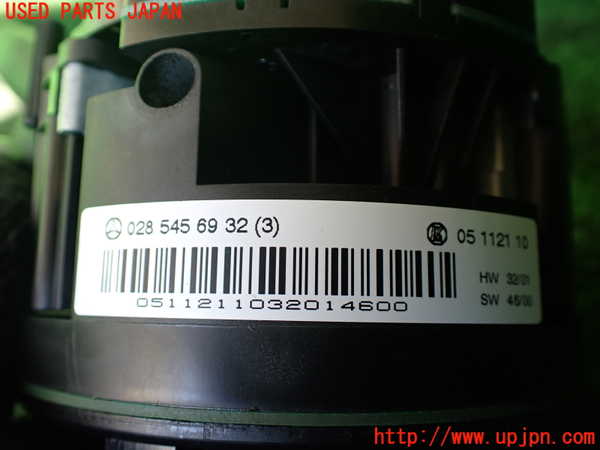 USED PARTS JAPAN
028 545 69 32 (3)
05 1121 10
HW 32/01
SW 46/00
0511211032014600
http://www.upjpn.com/